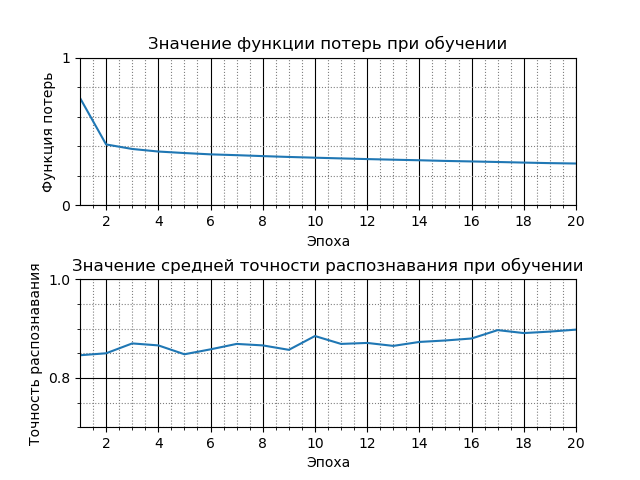 Значение функции потерь при обучении
Функция потерь
1
0
2 4 6 8 10 12 14 16 18 20
Эпоха
Значение средней точности распознавания при обучении
Точность распознавания
1.0
0.8
2 4 6 8 10 12 14 16 18 20
Эпоха